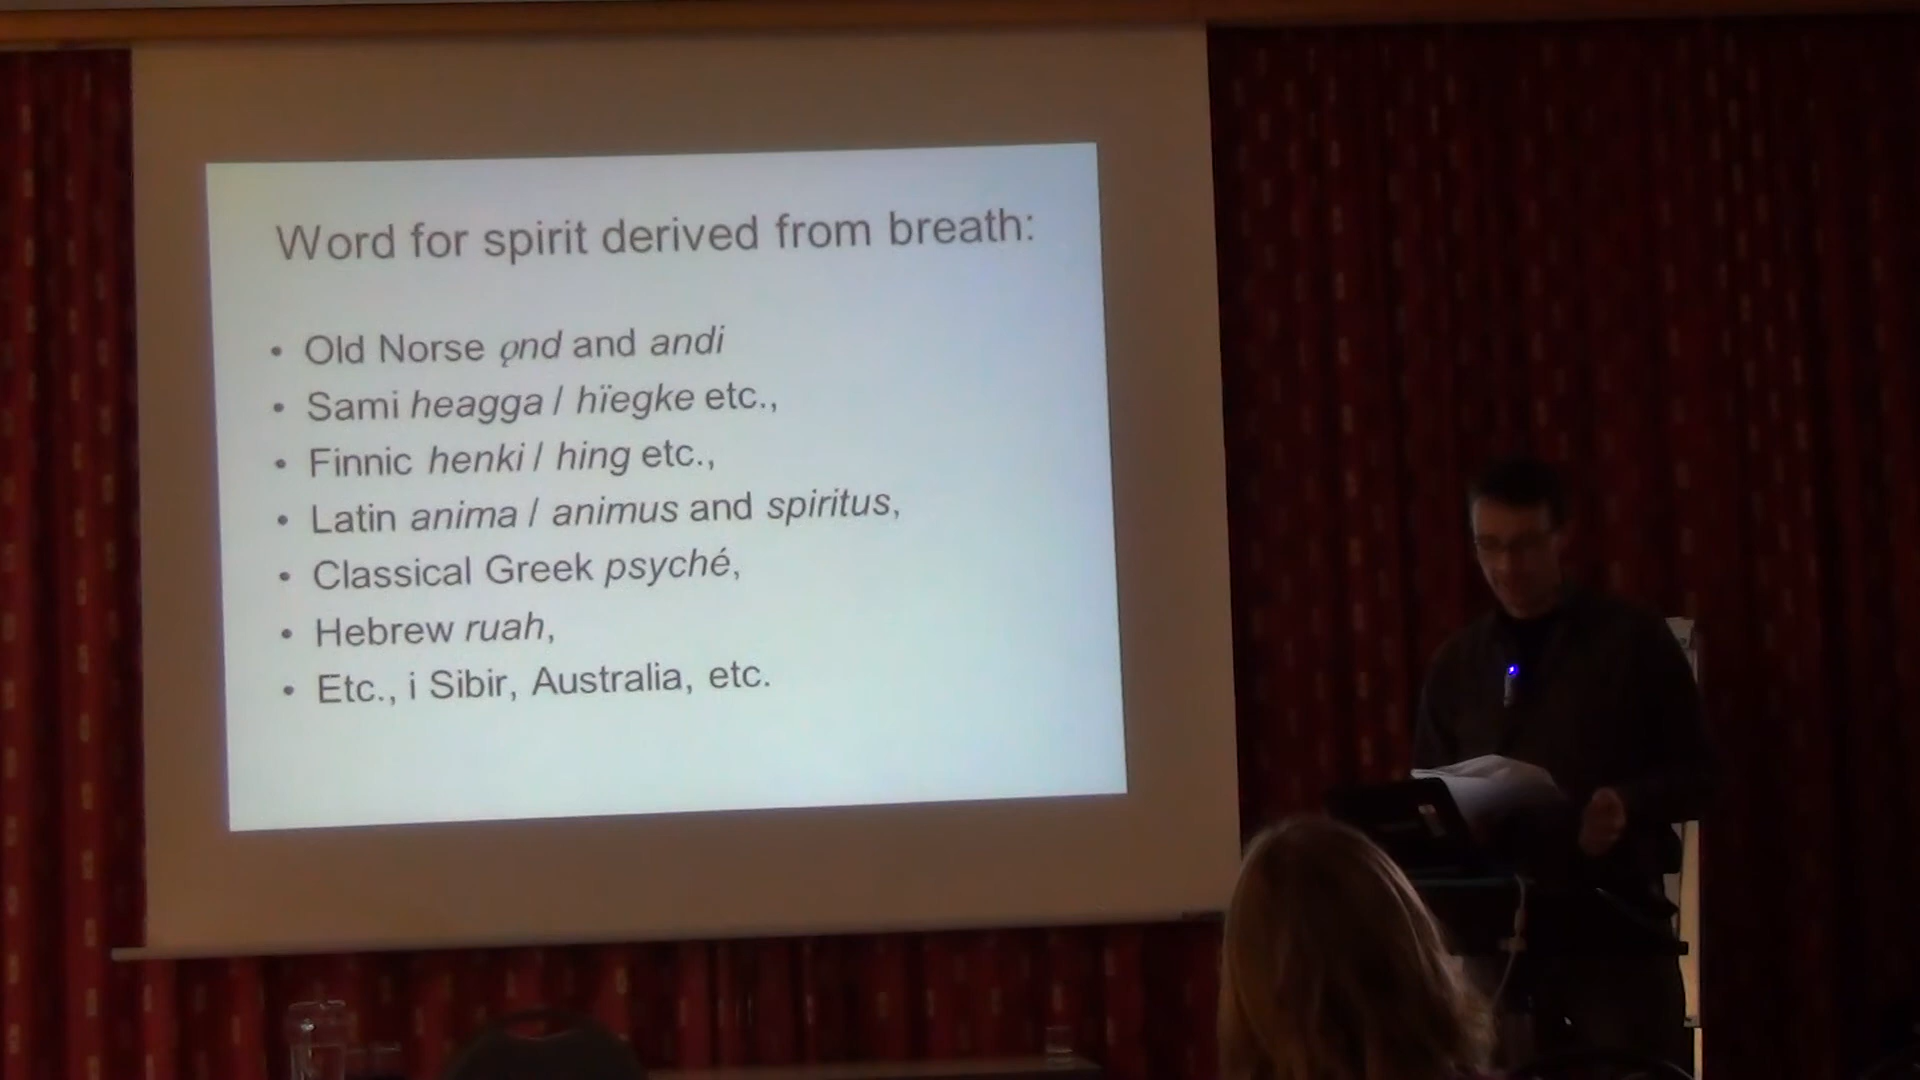 Word for spirit derived from breath:
• Old Norse ǫnd and andi
• Sami heagga / hïegke etc.,
• Finnic henki / hing etc.,
• Latin anima / animus and spiritus,
• Classical Greek psyché,
• Hebrew ruah,
• Etc., i Sibir, Australia, etc.